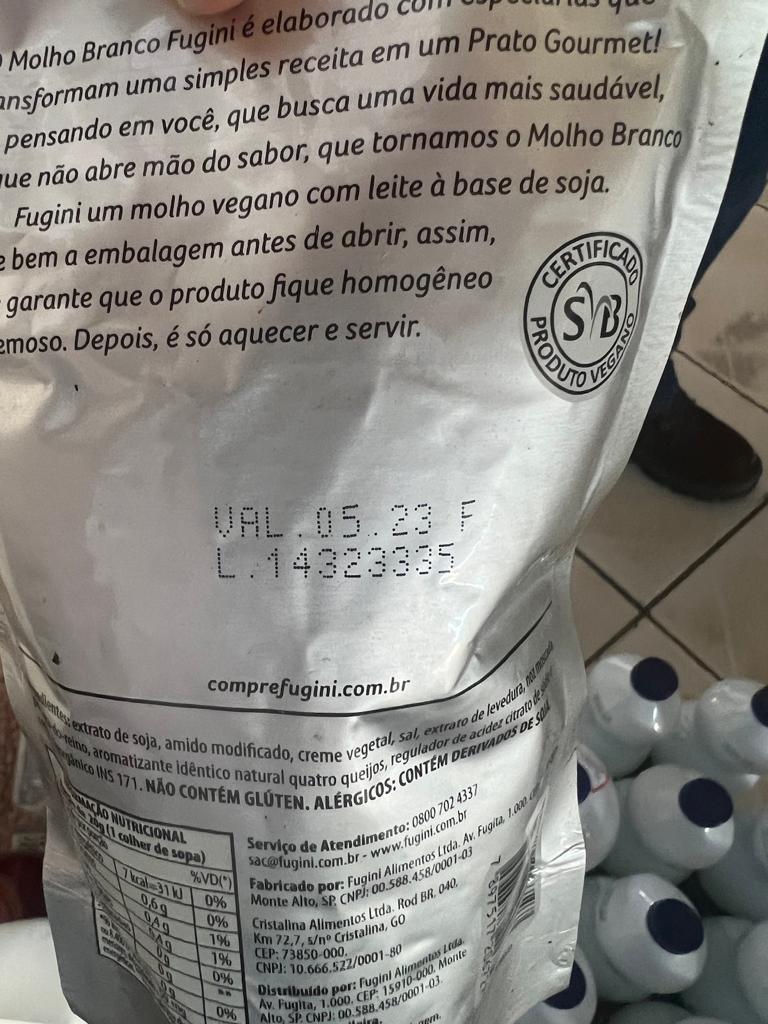 Molho Branco Fugini é elaborado com
uma simples receita em um Prato Gourmet!
pensando em você, que busca uma vida mais saudável,
não abre mão do sabor, que tornamos o Molho Branco
Fugini um molho vegano com leite à base de soja.
bem a embalagem antes de abrir, assim,
garante que o produto fique homogêneo
Depois, é só aquecer e servir.
CERTIFICADO
SVB
PRODUTO VEGANO
VAL.05.23 F
L.14323335
comprefugini.com.br
extrato de soja, amido modificado, creme vegetal, sal, extrato de levedura,
aromatizante idêntico natural quatro queijos, regulador de acidez citrato de
INS 171. NÃO CONTÉM GLÚTEN. ALÉRGICOS: CONTÉM DERIVADOS DE SOJA
NUTRICIONAL
(1 colher de sopa)
%VD(*)
7 kcal=31 kJ 0%
0,6g 0%
1%
1%
0%
**
0%
Serviço de Atendimento: 0800 702 4337
sac@fugini.com.br - www.fugini.com.br
Fabricado por: Fugini Alimentos Ltda. Av. Fugita, 1.000.
Monte Alto, SP. CNPJ: 00.588.458/0001-03
Cristalina Alimentos Ltda. Rod BR, 040,
Km 72,7, s/nº Cristalina, GO
CEP: 73850-000.
CNPJ: 10.666.522/0001-80
Distribuído por: Fugini Alimentos Ltda.
Av. Fugita, 1.000. CEP: 15910-000. Monte
Alto, SP. CNPJ: 00.588.458/0001-03.